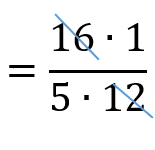 = 16 · 1
5 · 12